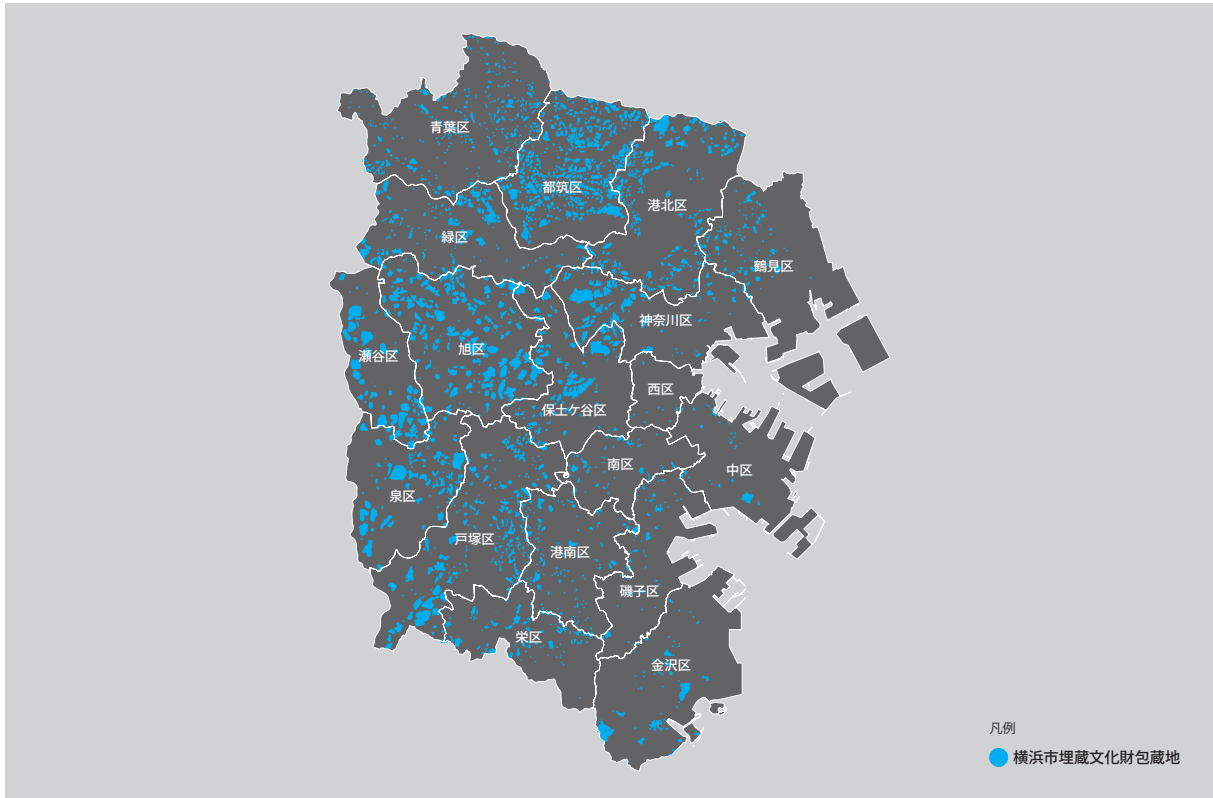 青葉区
都筑区
港北区
緑区
鶴見区
神奈川区
瀬谷区
旭区
西区
保土ケ谷区
南区
中区
泉区
戸塚区
港南区
磯子区
栄区
金沢区
凡例
横浜市埋蔵文化財包蔵地